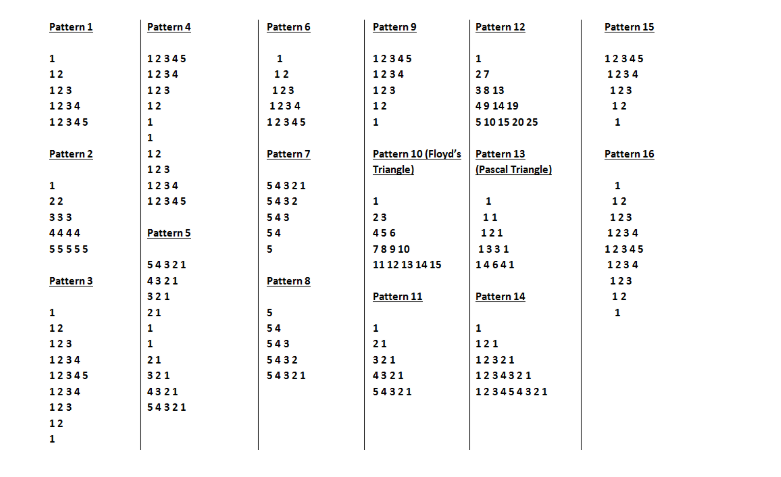 Pattern 1
1
1 2
1 2 3
1 2 3 4
1 2 3 4 5
Pattern 2
1
2 2
3 3 3
4 4 4 4
5 5 5 5 5
Pattern 3
1
1 2
1 2 3
1 2 3 4
1 2 3 4 5
1 2 3 4
1 2 3
1 2
1
Pattern 4
1 2 3 4 5
1 2 3 4
1 2 3
1 2
1
1
1 2
1 2 3
1 2 3 4
1 2 3 4 5
Pattern 5
5 4 3 2 1
4 3 2 1
3 2 1
2 1
1
1
2 1
3 2 1
4 3 2 1
5 4 3 2 1
Pattern 6
1
1 2
1 2 3
1 2 3 4
1 2 3 4 5
Pattern 7
5 4 3 2 1
5 4 3 2
5 4 3
5 4
5
Pattern 8
5
5 4
5 4 3
5 4 3 2
5 4 3 2 1
Pattern 9
1 2 3 4 5
1 2 3 4
1 2 3
1 2
1
Pattern 10 (Floyd's
Triangle)
1
2 3
4 5 6
7 8 9 10
11 12 13 14 15
Pattern 11
1
2 1
3 2 1
4 3 2 1
5 4 3 2 1
Pattern 12
1
2 7
3 8 13
4 9 14 19
5 10 15 20 25
Pattern 13
(Pascal Triangle)
1
1 1
1 2 1
1 3 3 1
1 4 6 4 1
Pattern 14
1
1 2 1
1 2 3 2 1
1 2 3 4 3 2 1
1 2 3 4 5 4 3 2 1
Pattern 15
1 2 3 4 5
1 2 3 4
1 2 3
1 2
1
Pattern 16
1
1 2
1 2 3
1 2 3 4
1 2 3 4 5
1 2 3 4
1 2 3
1 2
1